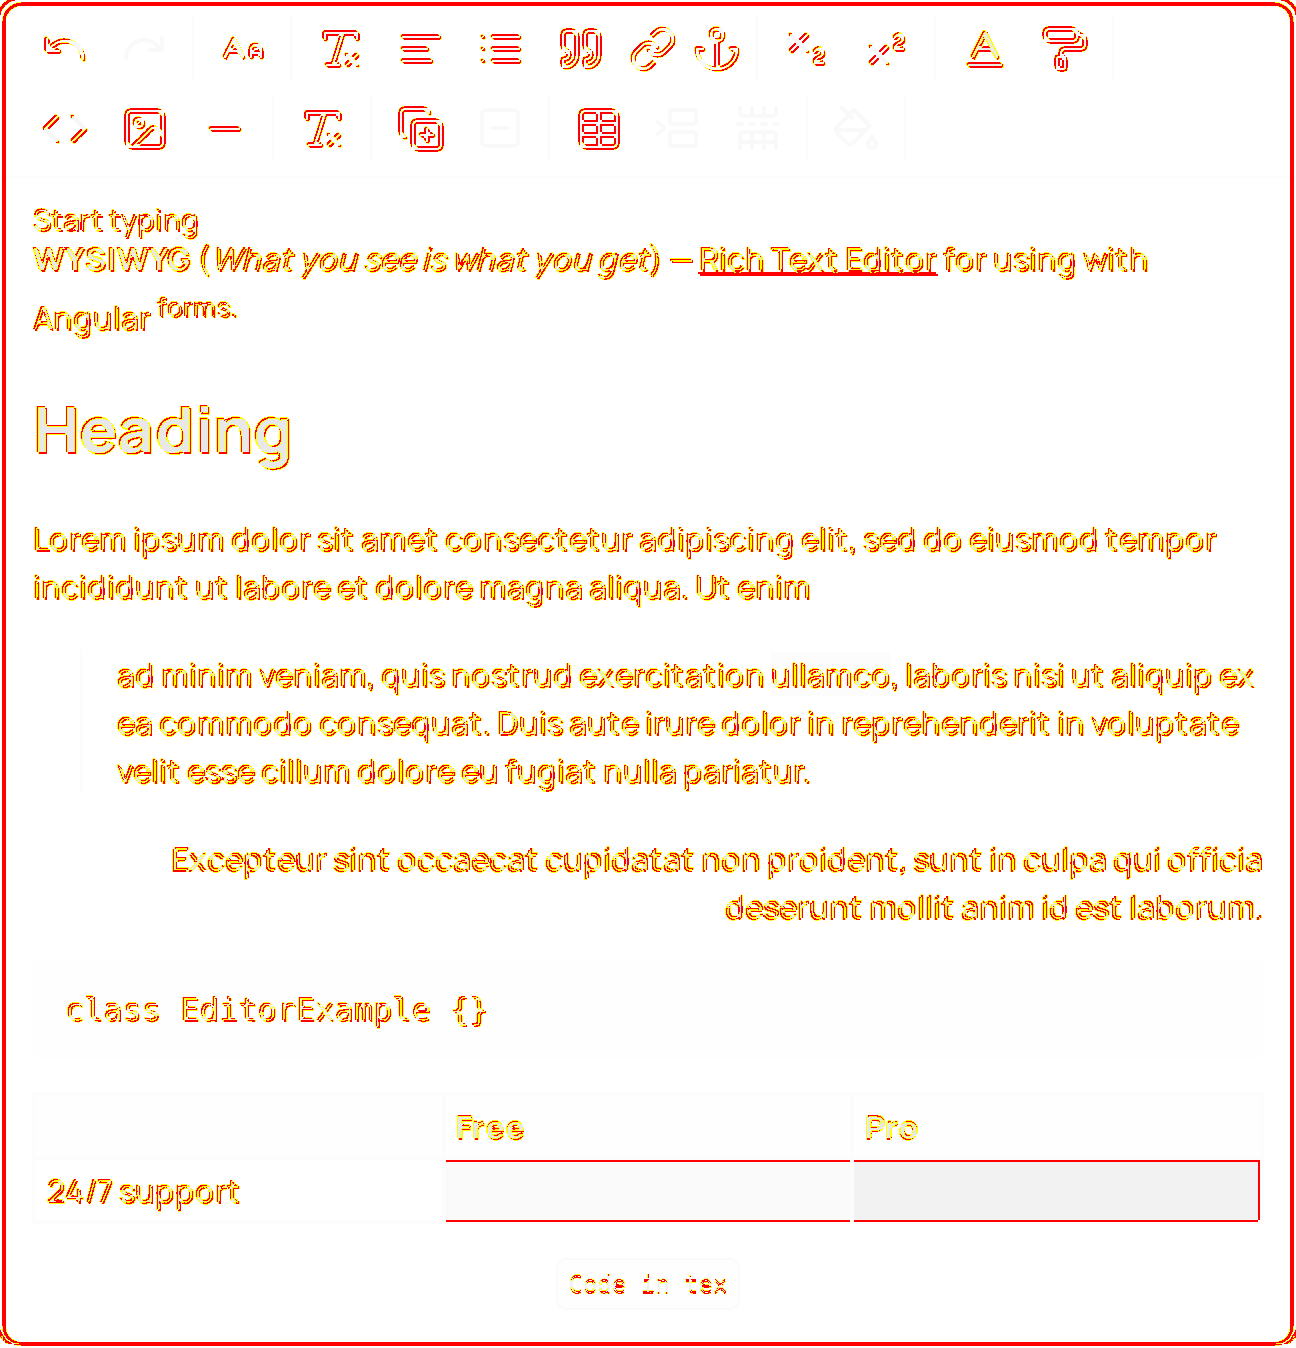 Start typing
WYSIWYG (What you see is what you get) — Rich Text Editor for using with
Angular forms.
Heading
Lorem ipsum dolor sit amet consectetur adipiscing elit, sed do eiusmod tempor
incididunt ut labore et dolore magna aliqua. Ut enim
ad minim veniam, quis nostrud exercitation ullamco, laboris nisi ut aliquip ex
ea commodo consequat. Duis aute irure dolor in reprehenderit in voluptate
velit esse cillum dolore eu fugiat nulla pariatur.
Excepteur sint occaecat cupidatat non proident, sunt in culpa qui officia
deserunt mollit anim id est laborum.
class EditorExample {}
Free Pro
24/7 support
Code in tex